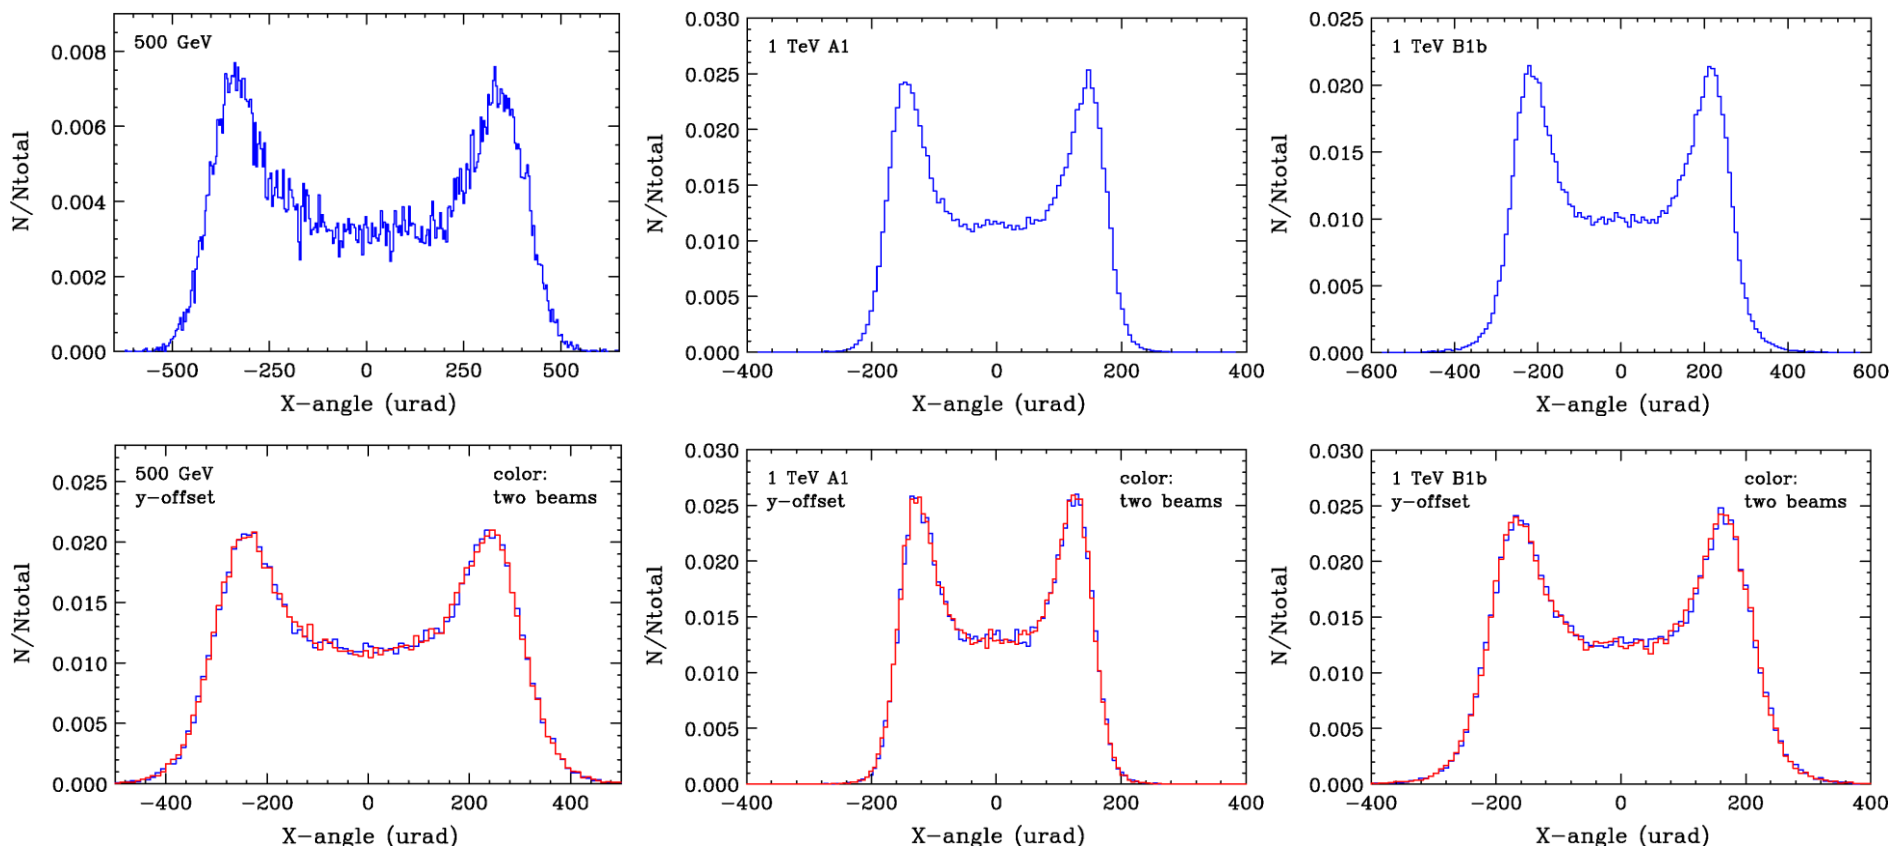 500 GeV
N/Ntotal
0.008
0.006
0.004
0.002
0.000
−500 −250 0 250 500
X−angle (urad)
1 TeV A1
N/Ntotal
0.030
0.025
0.020
0.015
0.010
0.005
0.000
−400 −200 0 200 400
X−angle (urad)
1 TeV B1b
N/Ntotal
0.025
0.020
0.015
0.010
0.005
0.000
−600 −400 −200 0 200 400 600
X−angle (urad)
500 GeV
y−offset
color:
two beams
N/Ntotal
0.025
0.020
0.015
0.010
0.005
0.000
−400 −200 0 200 400
X−angle (urad)
1 TeV A1
y−offset
color:
two beams
N/Ntotal
0.030
0.025
0.020
0.015
0.010
0.005
0.000
−400 −200 0 200 400
X−angle (urad)
1 TeV B1b
y−offset
color:
two beams
N/Ntotal
0.030
0.025
0.020
0.015
0.010
0.005
0.000
−400 −200 0 200 400
X−angle (urad)